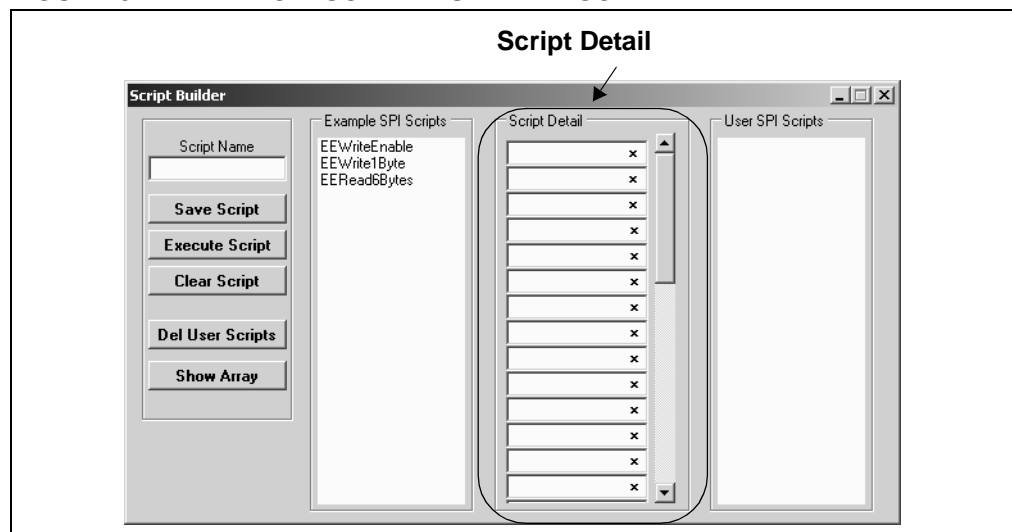 Script Detail
Script Builder
Script Name
Save Script
Execute Script
Clear Script
Del User Scripts
Show Array
Example SPI Scripts
EEWriteEnable
EEWrite1Byte
EERead6Bytes
Script Detail
x
x
x
x
x
x
x
x
x
x
x
x
x
x
User SPI Scripts